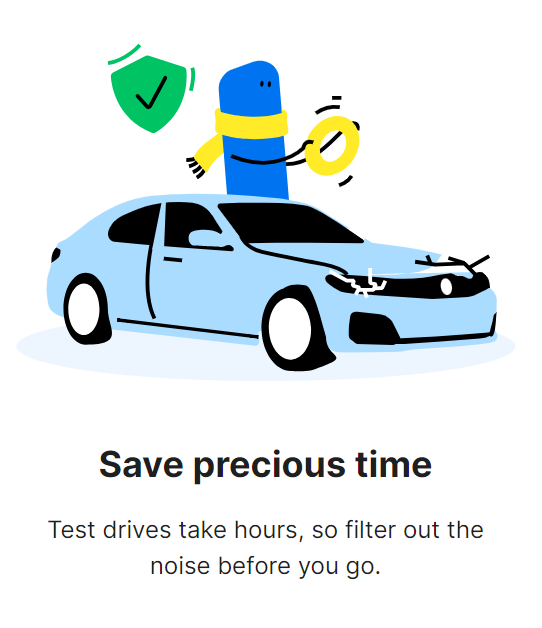 Save precious time
Test drives take hours, so filter out the
noise before you go.